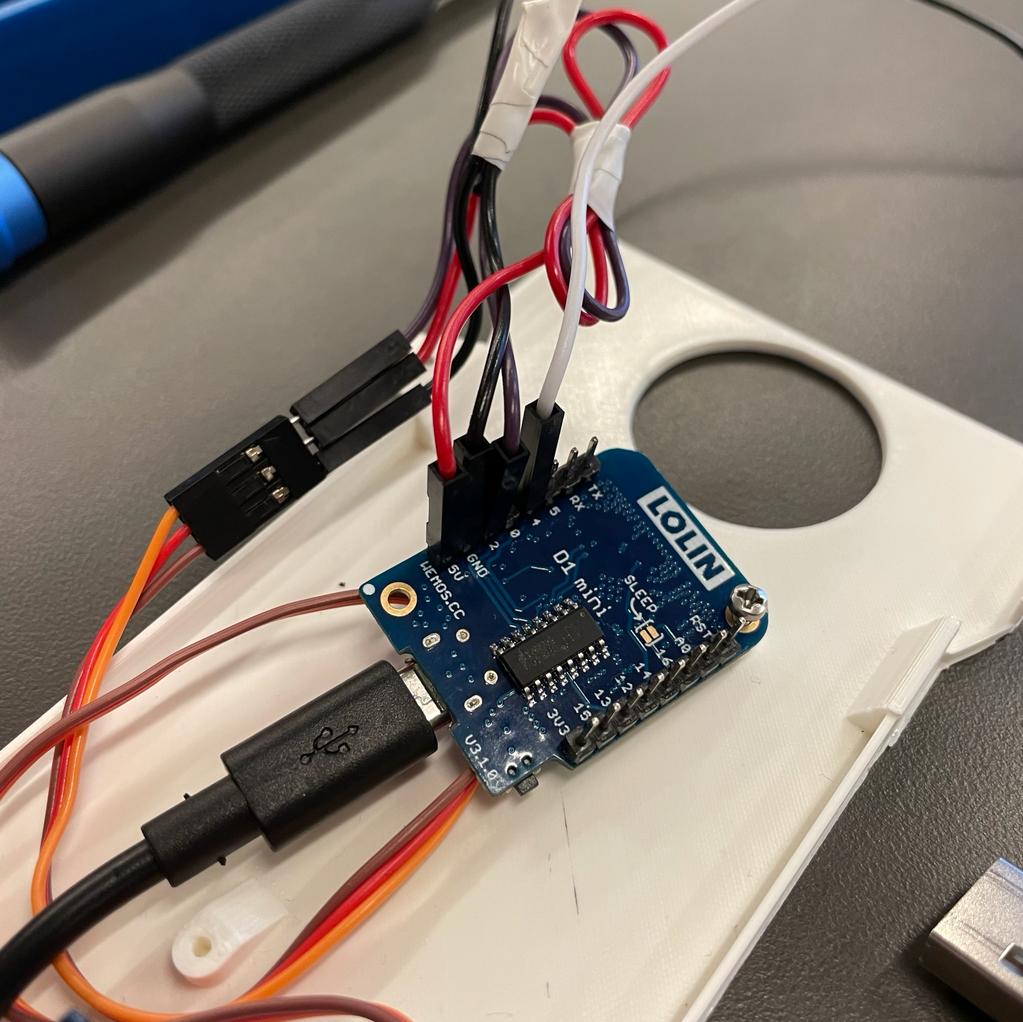 LOLIN
D1 mini
WEMOS.CC
5V
GND
2
0
4
5
RX
TX
SLEEP
RST
A0
16
12
13
15
3V3
V3.1.0